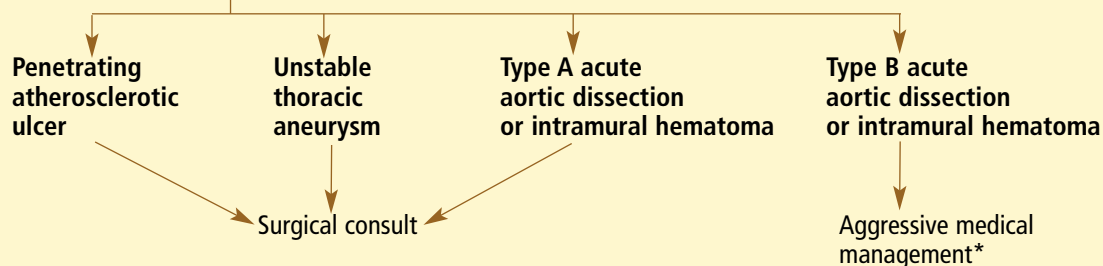 Penetrating
atherosclerotic
ulcer
Unstable
thoracic
aneurysm
Type A acute
aortic dissection
or intramural hematoma
Type B acute
aortic dissection
or intramural hematoma
Surgical consult
Aggressive medical
management*